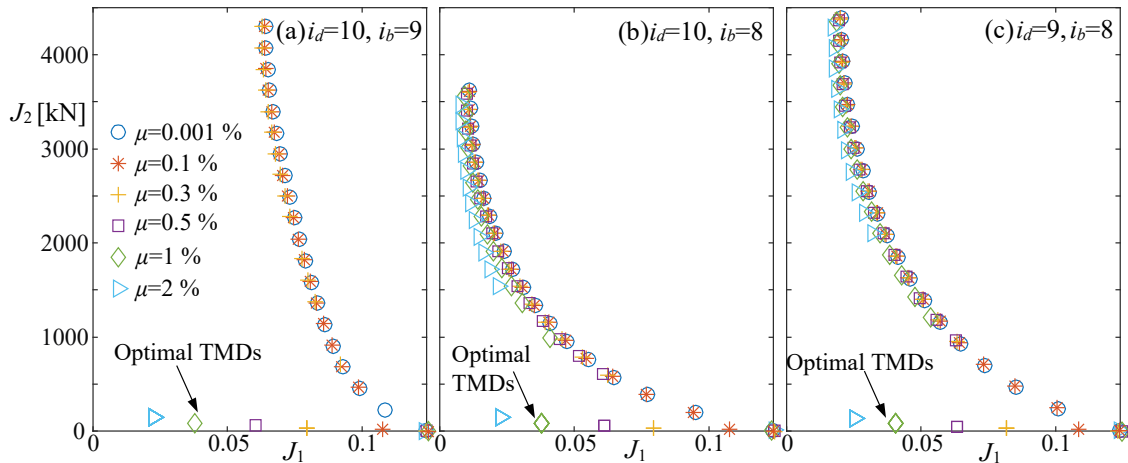 (a) i_d=10, i_b=9
(b) i_d=10, i_b=8
(c) i_d=9, i_b=8
J_2 [kN]
4000
3000
2000
1000
0
μ=0.001 %
μ=0.1 %
μ=0.3 %
μ=0.5 %
μ=1 %
μ=2 %
Optimal TMDs
Optimal
TMDs
Optimal TMDs
0 0.05 0.1
0 0.05 0.1
0 0.05 0.1
J_1
J_1
J_1